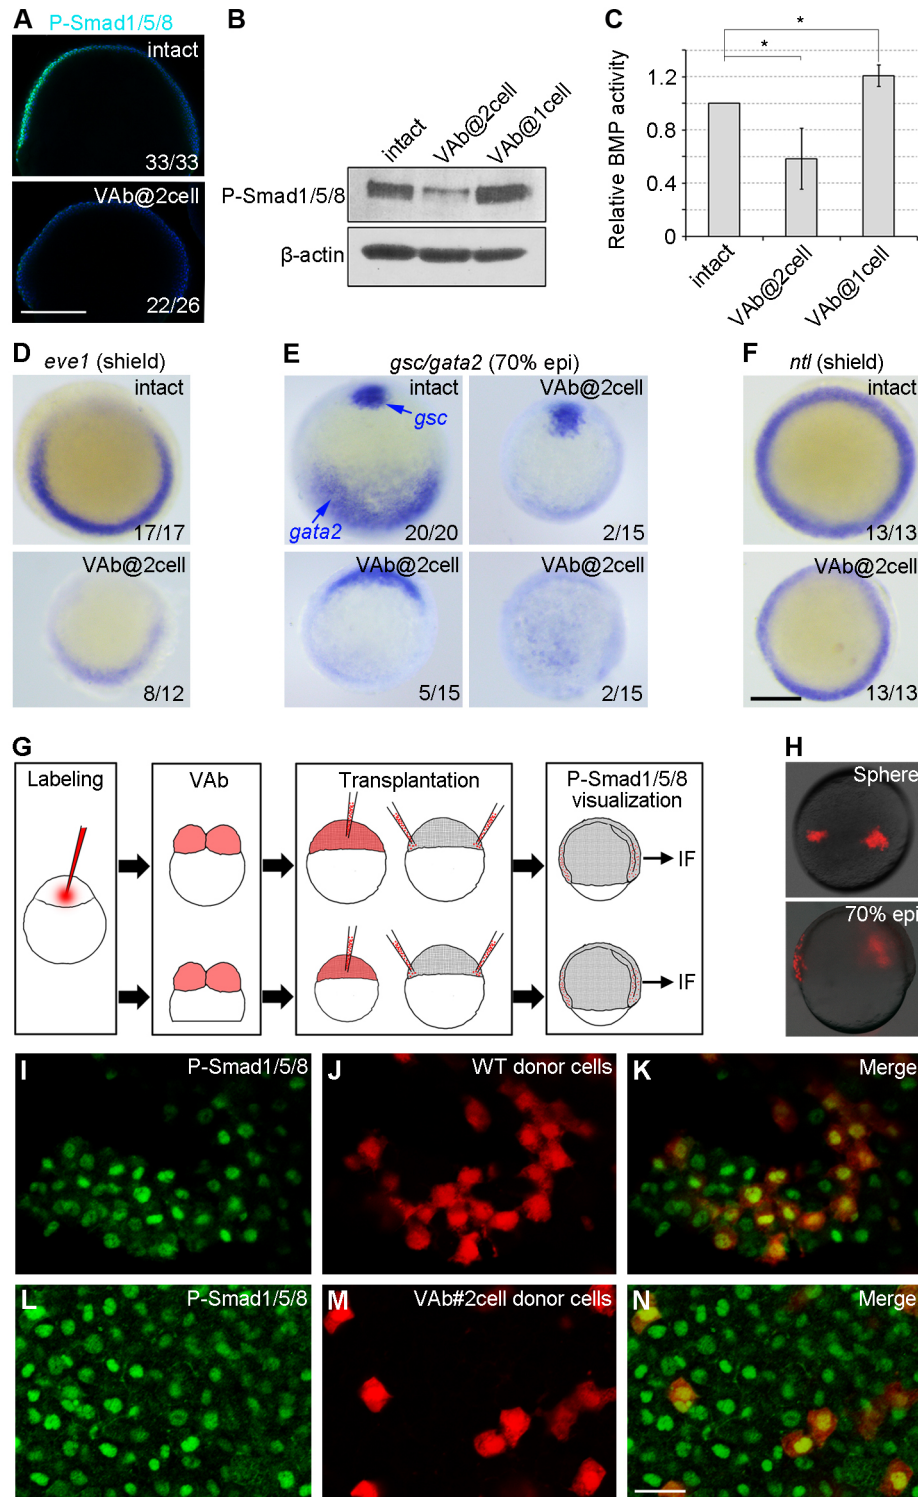 A
P-Smad1/5/8
intact
33/33
VAb@2cell
22/26
B
intact
VAb@2cell
VAb@1cell
P-Smad1/5/8
β-actin
C
*
*
Relative BMP activity
1.2
0.8
0.4
0
intact
VAb@2cell
VAb@1cell
D
eve1 (shield)
intact
17/17
VAb@2cell
8/12
E
gsc/gata2 (70% epi)
intact
gsc
gata2
20/20
VAb@2cell
2/15
VAb@2cell
5/15
VAb@2cell
2/15
F
ntl (shield)
intact
13/13
VAb@2cell
13/13
G
Labeling
VAb
Transplantation
P-Smad1/5/8
visualization
IF
IF
H
Sphere
70% epi
I
P-Smad1/5/8
J
WT donor cells
K
Merge
L
P-Smad1/5/8
M
VAb#2cell donor cells
N
Merge